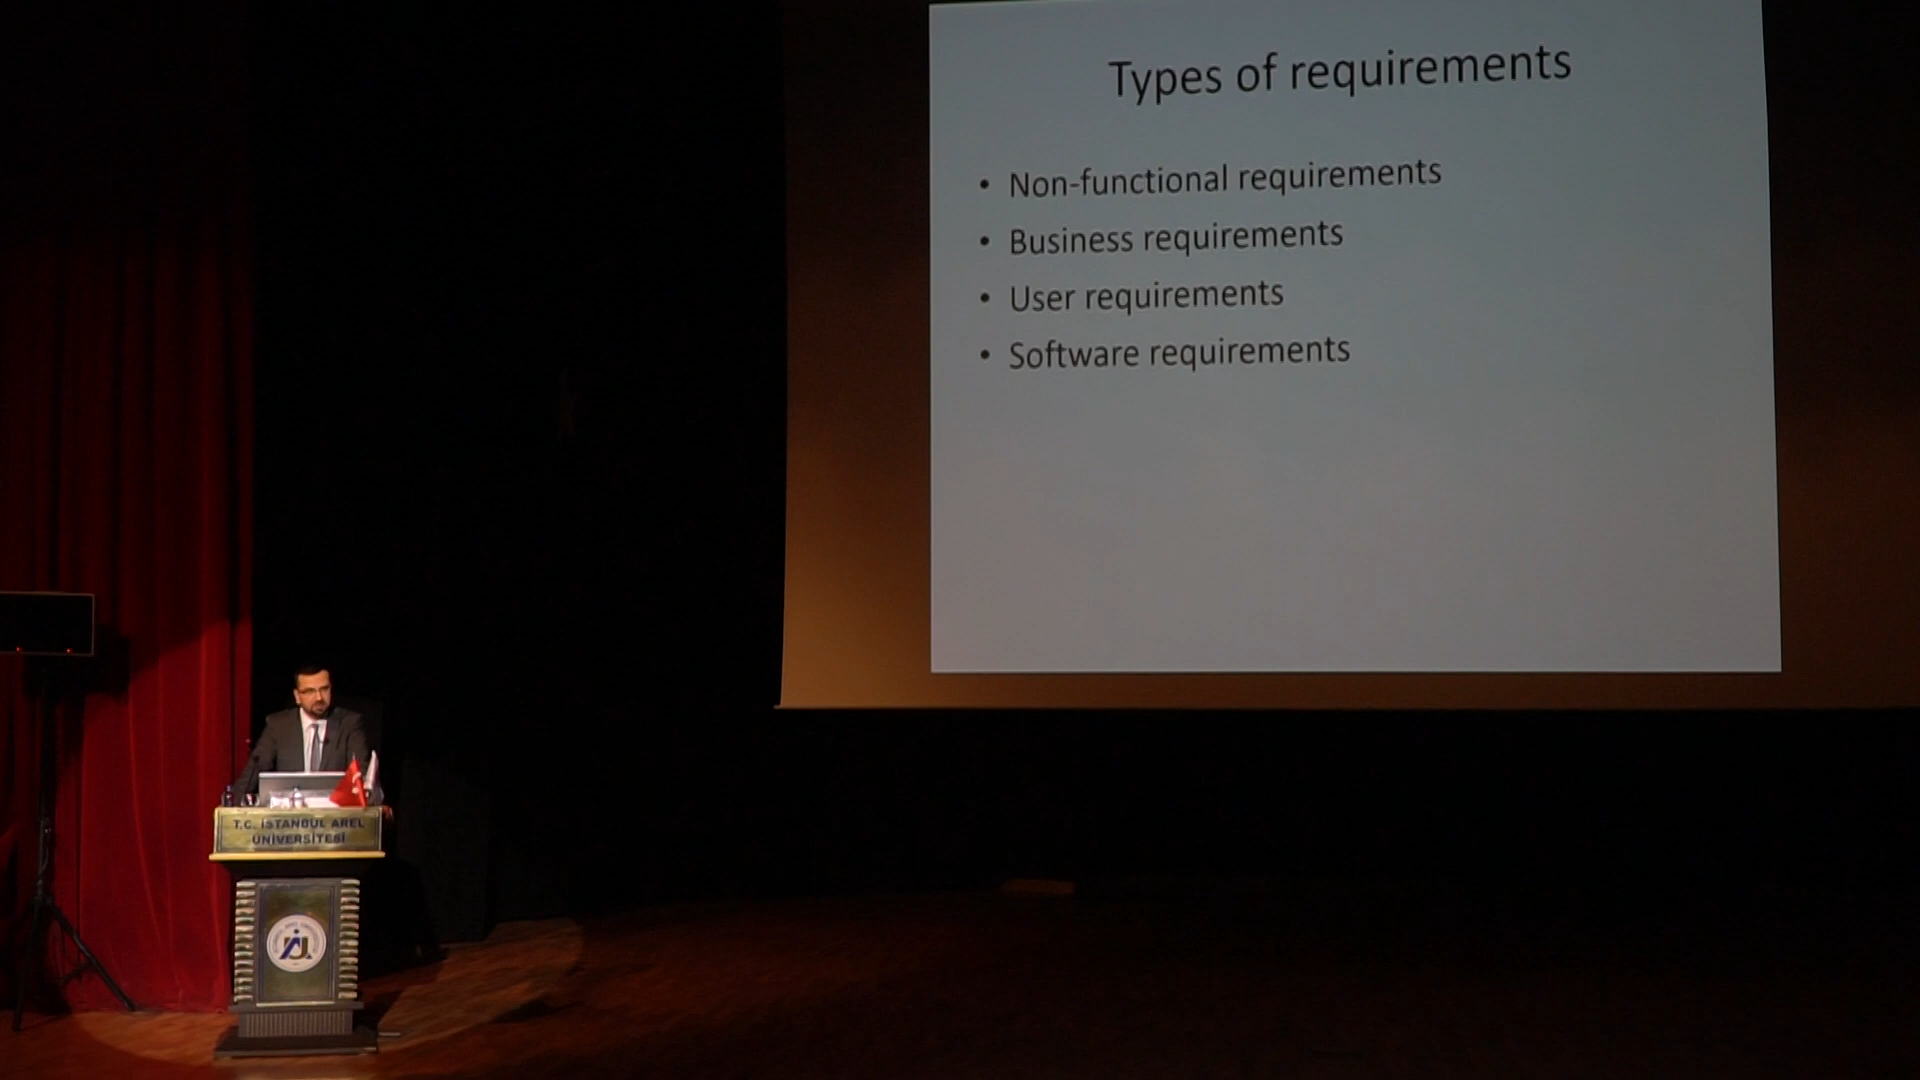 Types of requirements
• Non-functional requirements
• Business requirements
• User requirements
• Software requirements
T.C. İSTANBUL AREL
ÜNİVERSİTESİ